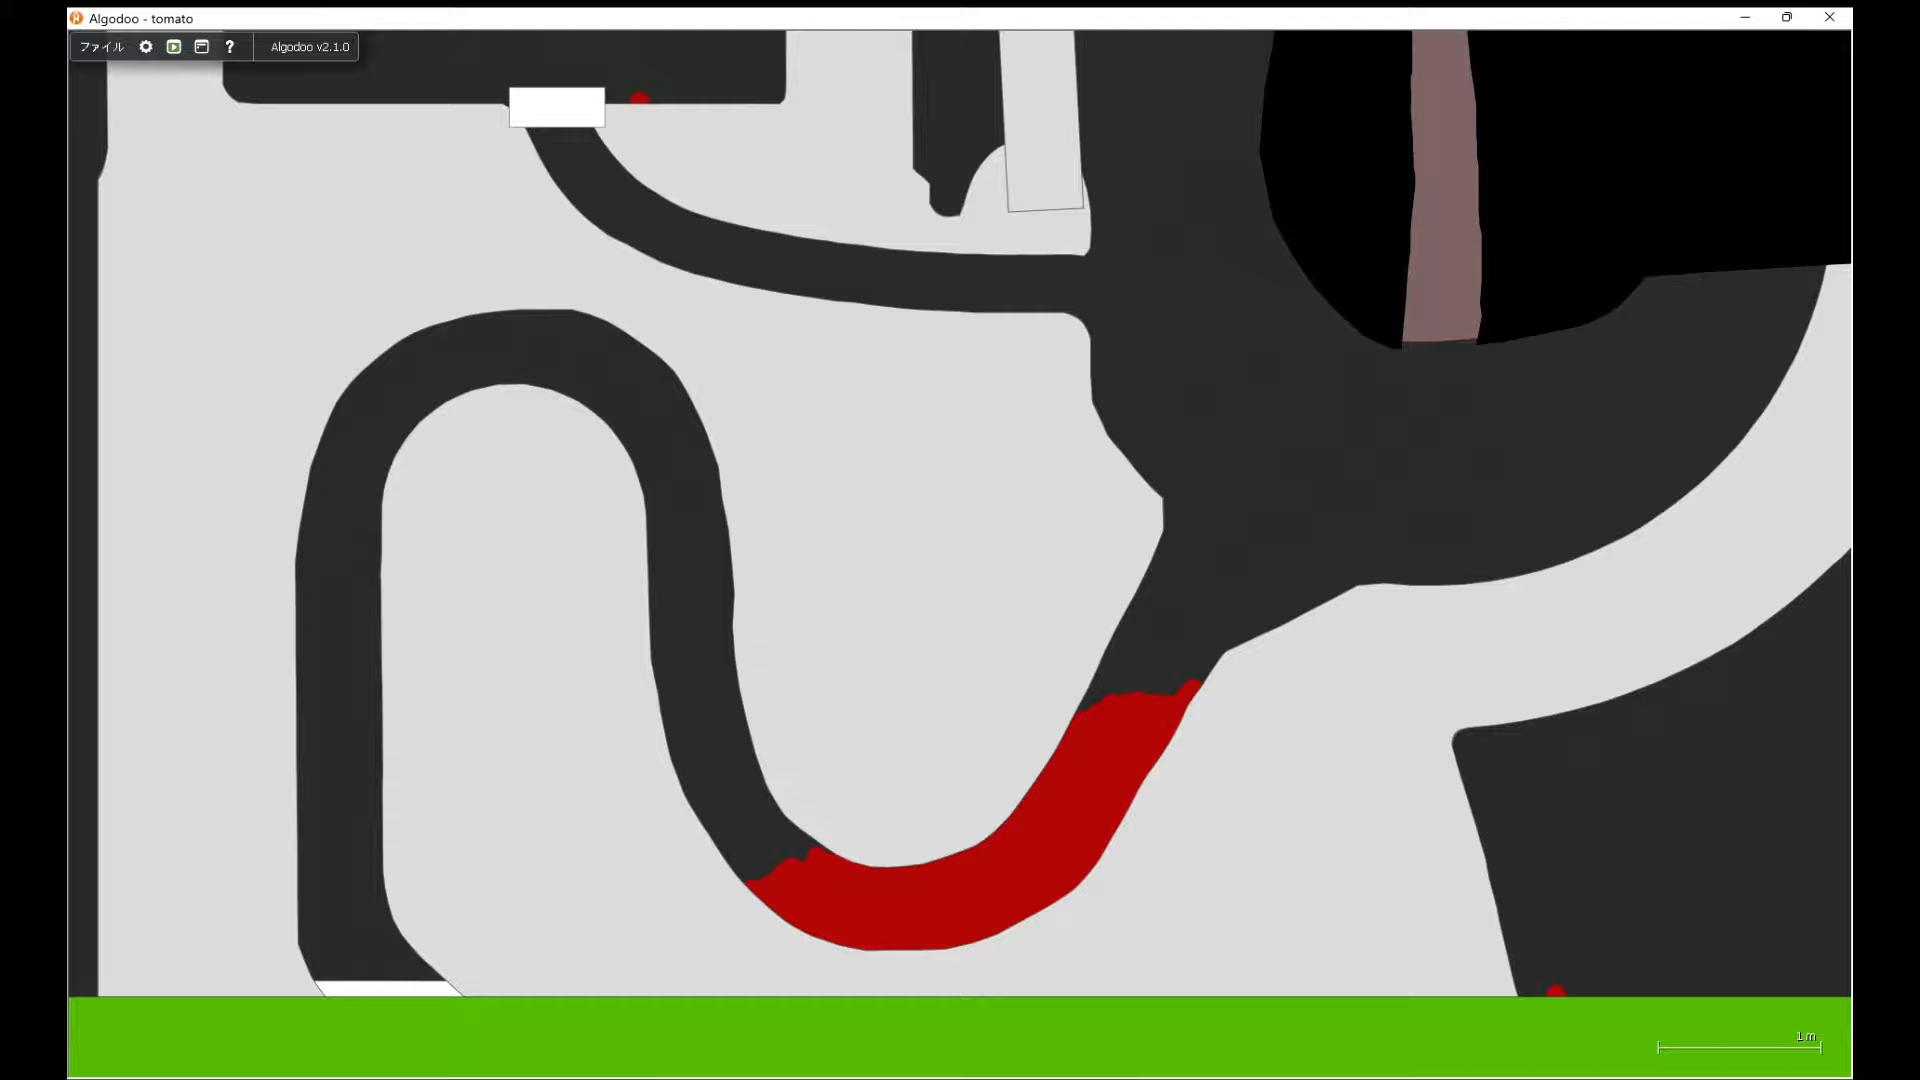 Algodoo - tomato
ファイル ? Algodoo v2.1.0
1 m